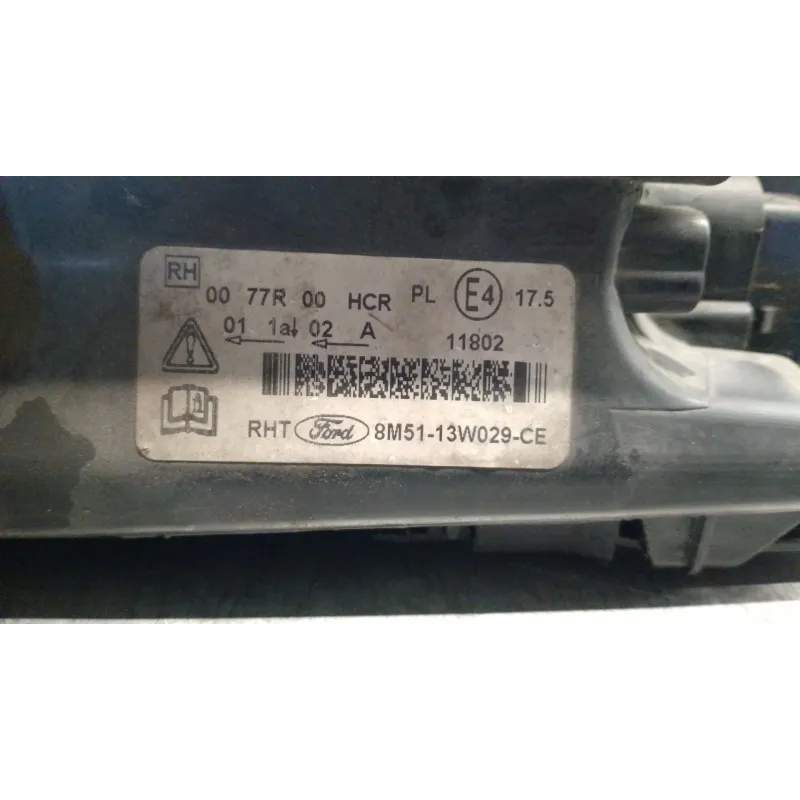 RH
00 77R 00 HCR PL E4 17.5
01 1a↓ 02 A 11802
RHT Ford 8M51-13W029-CE